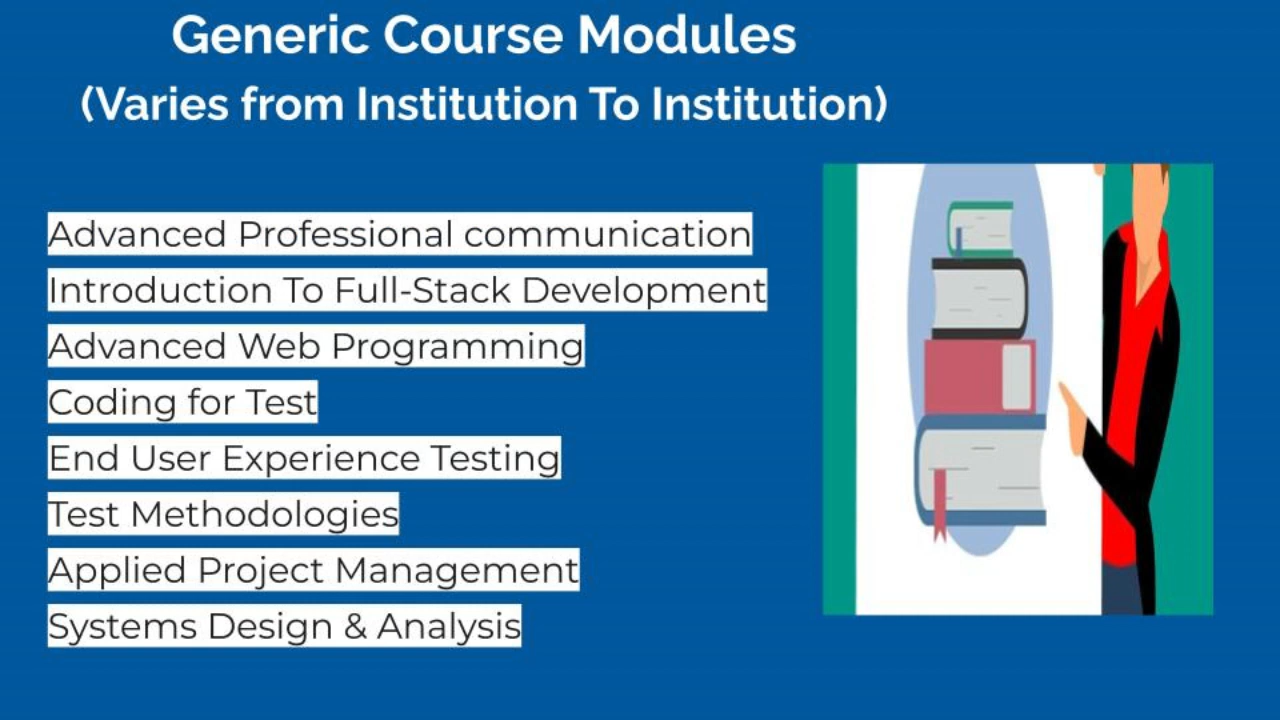 Generic Course Modules
(Varies from Institution To Institution)
Advanced Professional communication
Introduction To Full-Stack Development
Advanced Web Programming
Coding for Test
End User Experience Testing
Test Methodologies
Applied Project Management
Systems Design & Analysis